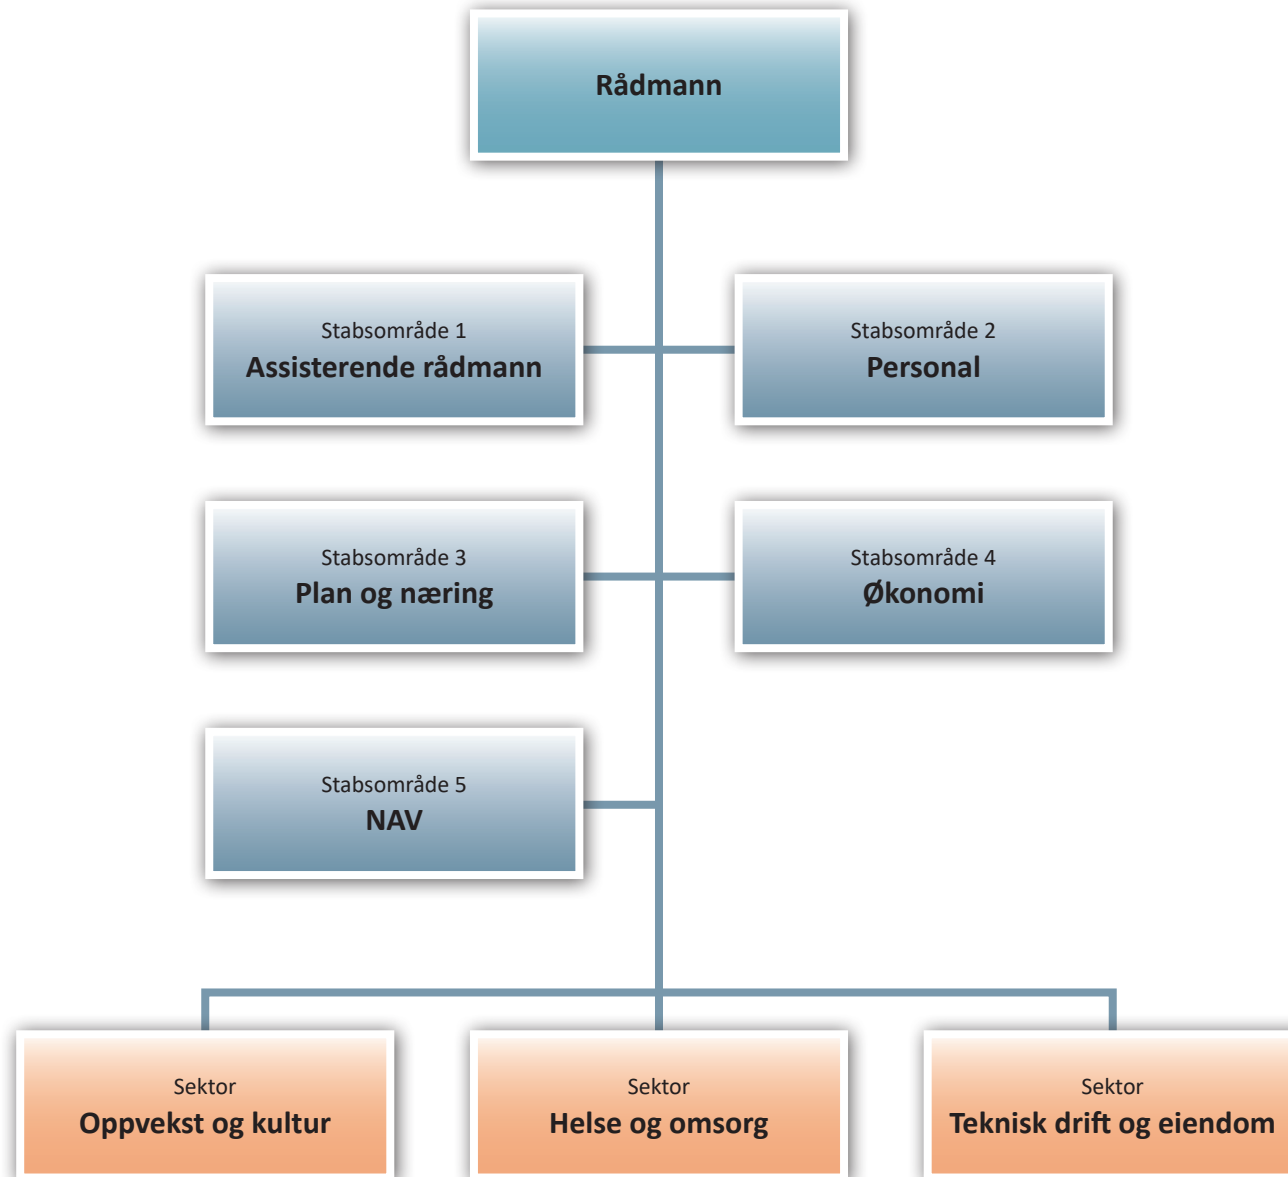 Rådmann
Stabsområde 1
Assisterende rådmann
Stabsområde 2
Personal
Stabsområde 3
Plan og næring
Stabsområde 4
Økonomi
Stabsområde 5
NAV
Sektor
Oppvekst og kultur
Sektor
Helse og omsorg
Sektor
Teknisk drift og eiendom